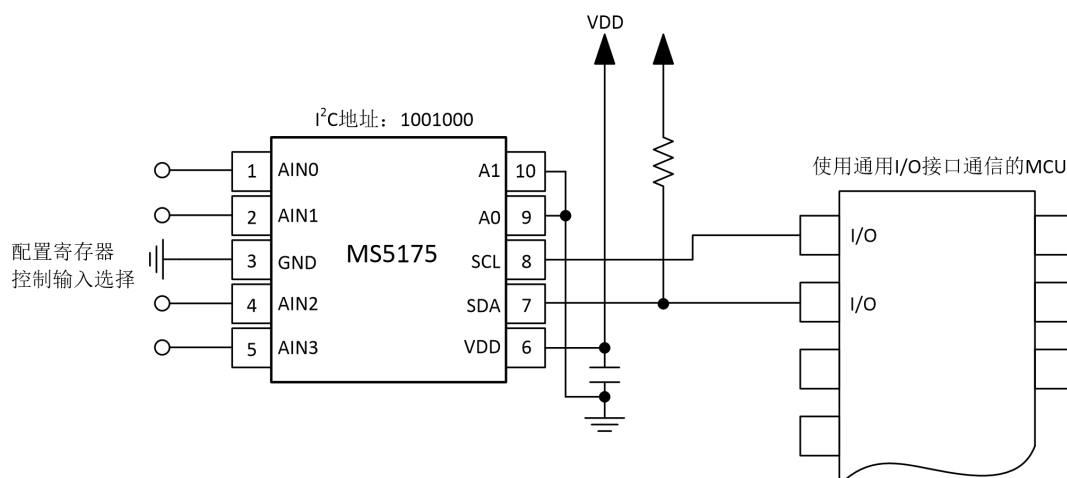 VDD
I²C地址：1001000
使用通用I/O接口通信的MCU
1 AIN0
A1 10
2 AIN1
A0 9
I/O
配置寄存器
控制输入选择
3 GND
MS5175
SCL 8
4 AIN2
SDA 7
I/O
5 AIN3
VDD 6